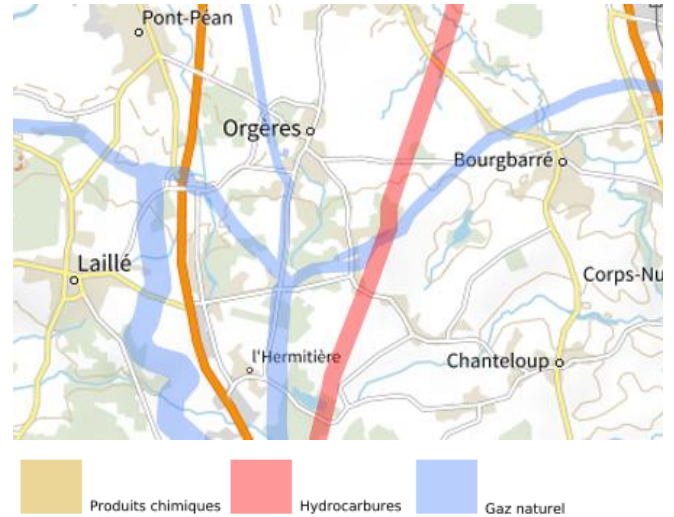 Pont-Péan
Orgères
Bourgbarré
Laillé
Corps-Nu
l'Hermitière
Chanteloup
Produits chimiques
Hydrocarbures
Gaz naturel